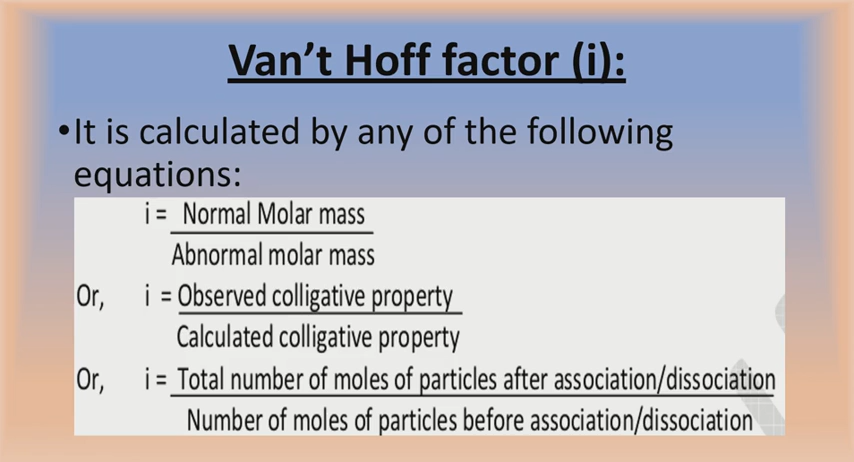 Van’t Hoff factor (i):
•It is calculated by any of the following
equations:
i = Normal Molar mass
Abnormal molar mass
Or, i = Observed colligative property
Calculated colligative property
Or, i = Total number of moles of particles after association/dissociation
Number of moles of particles before association/dissociation